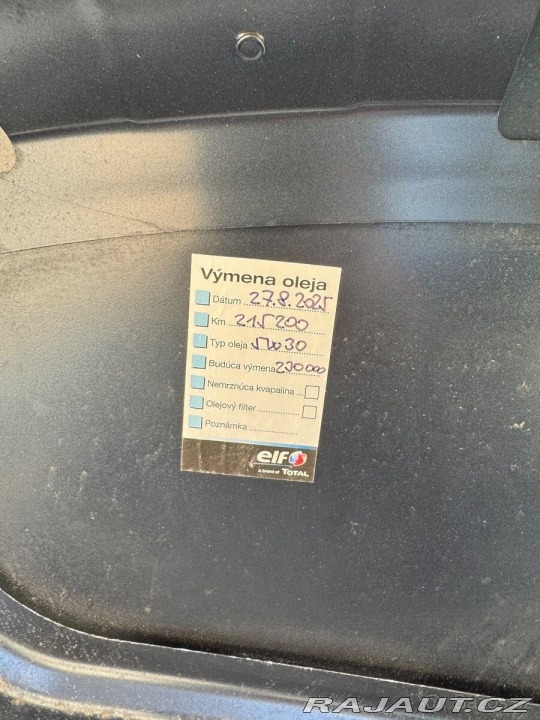 Výmena oleja
Dátum 27.8.2025
Km 215200
Typ oleja 5W30
Budúca výmena 230000
Nemrznúca kvapalina
Olejový filter
Poznámka
elf
A brand of TOTAL
RAJAUT.CZ